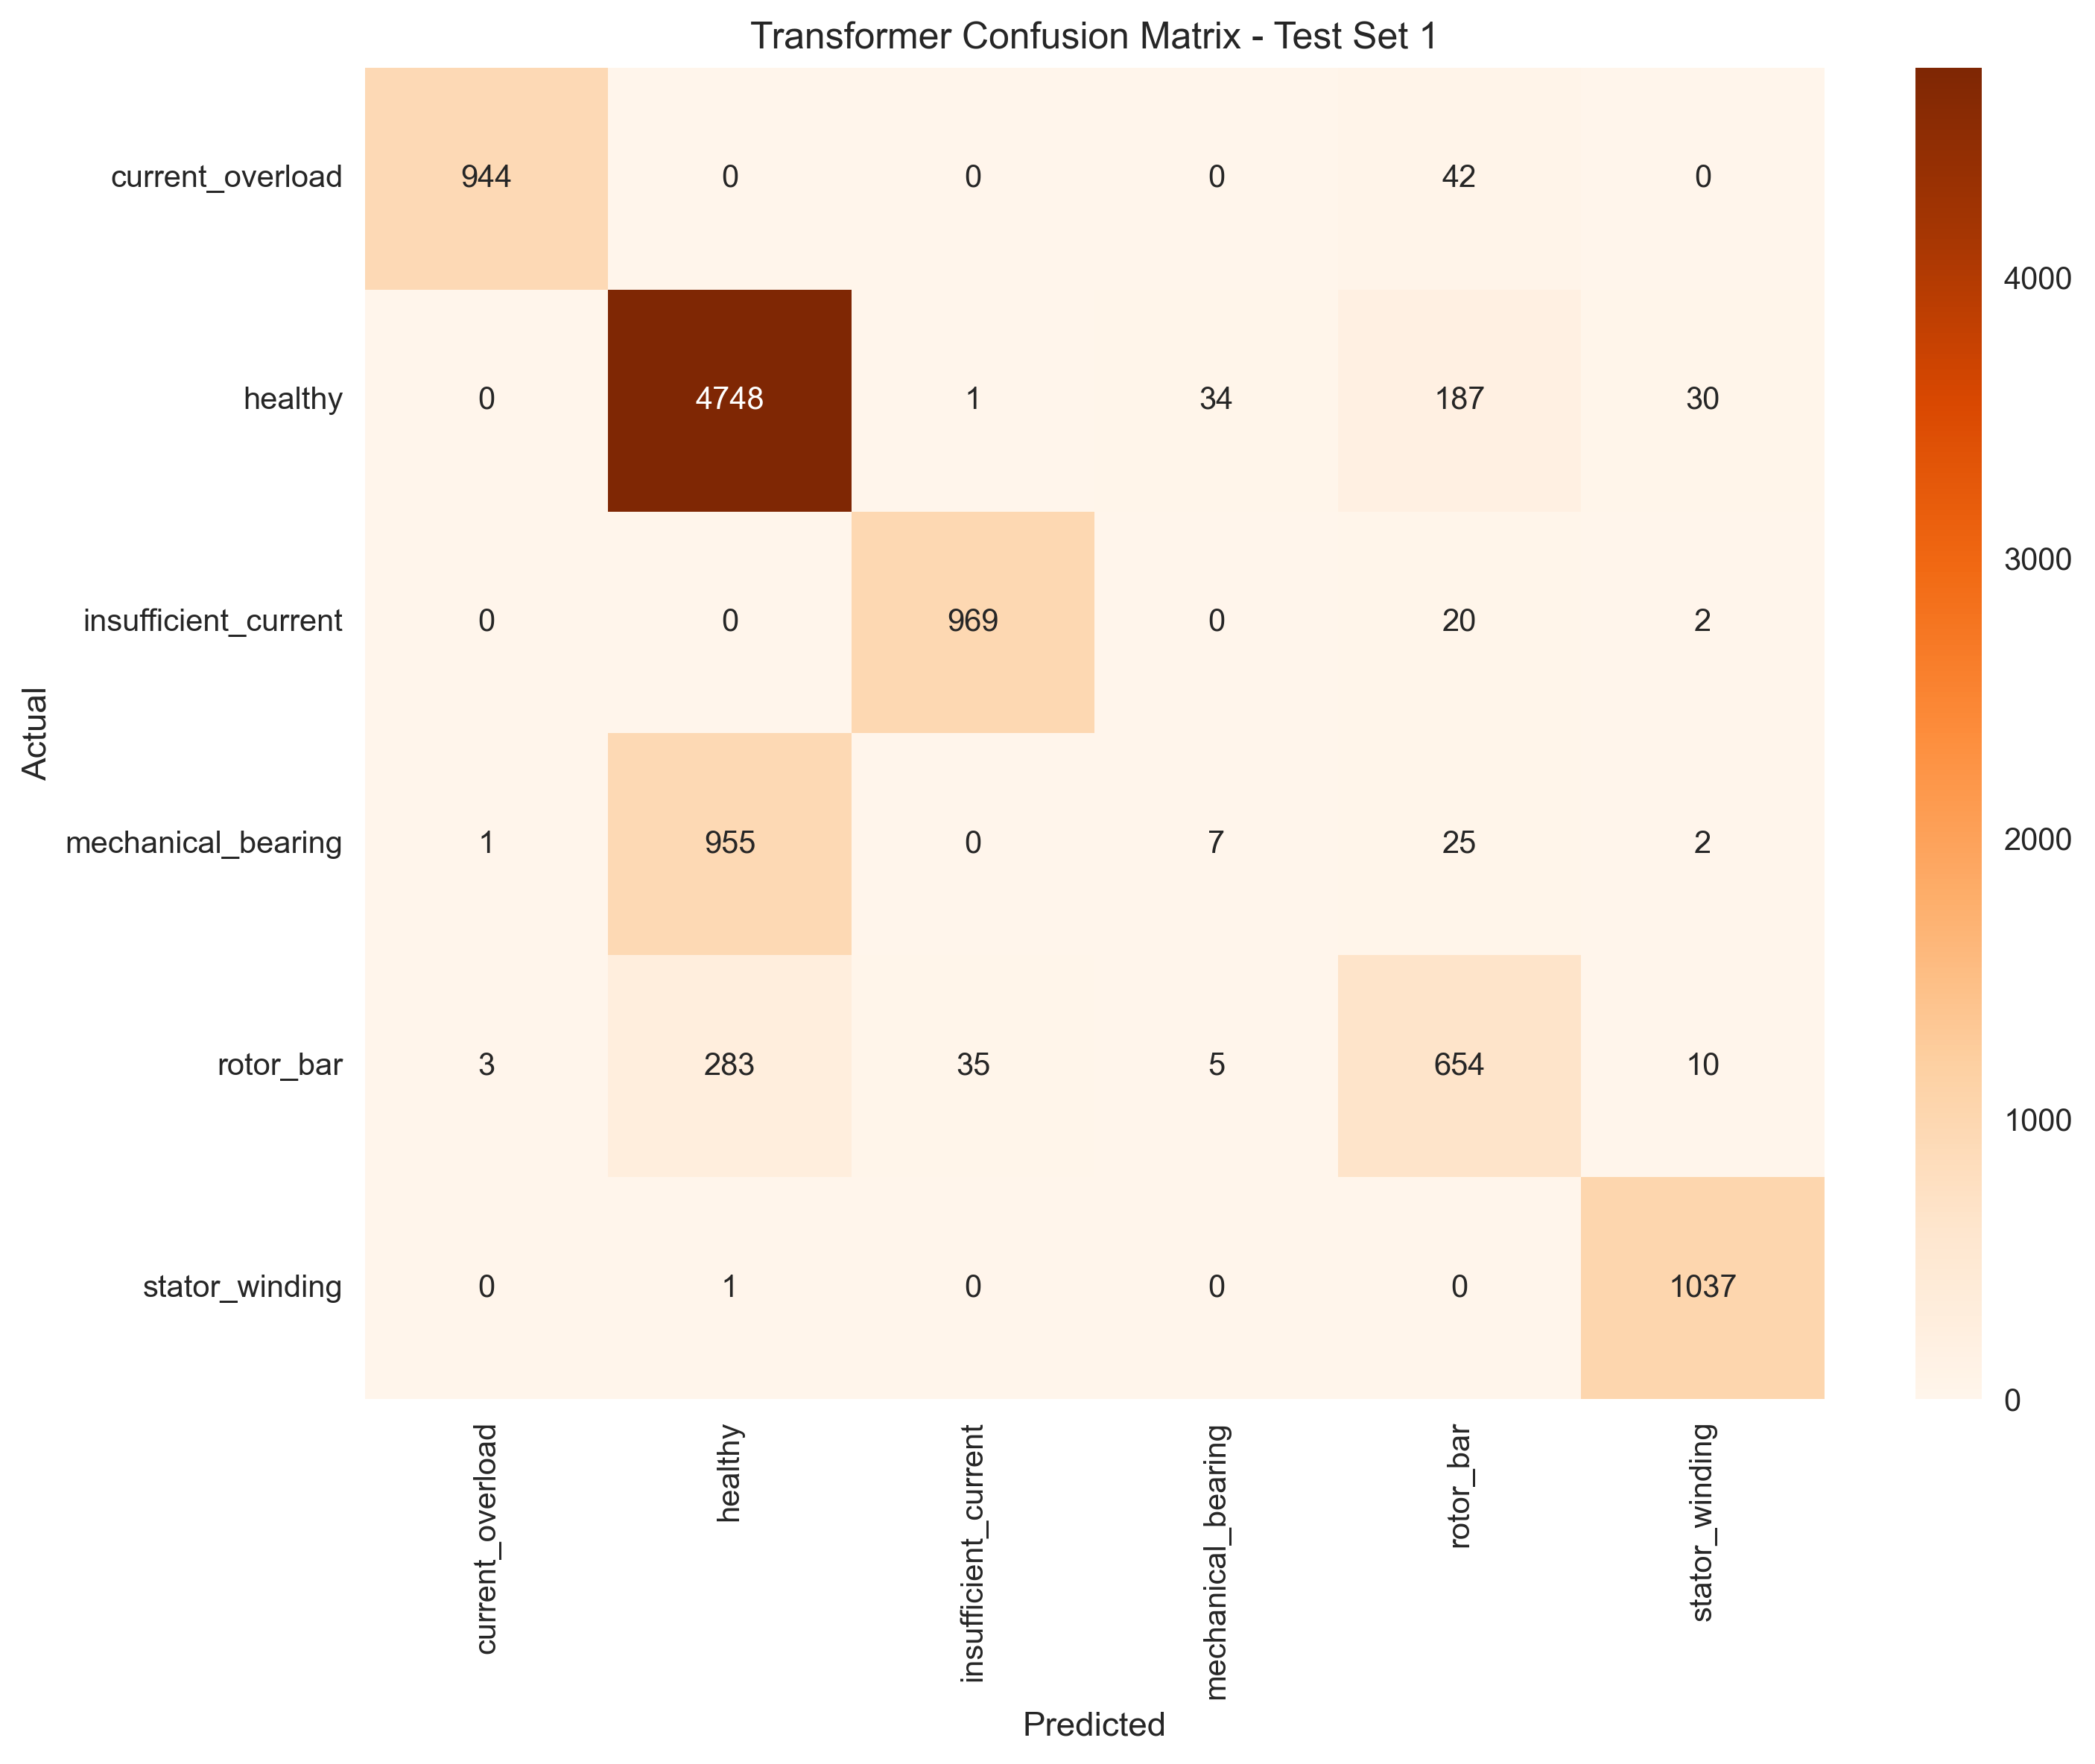 Transformer Confusion Matrix - Test Set 1
current_overload 944 0 0 0 42 0
healthy 0 4748 1 34 187 30
insufficient_current 0 0 969 0 20 2
mechanical_bearing 1 955 0 7 25 2
rotor_bar 3 283 35 5 654 10
stator_winding 0 1 0 0 0 1037
Actual
current_overload
healthy
insufficient_current
mechanical_bearing
rotor_bar
stator_winding
Predicted
4000
3000
2000
1000
0